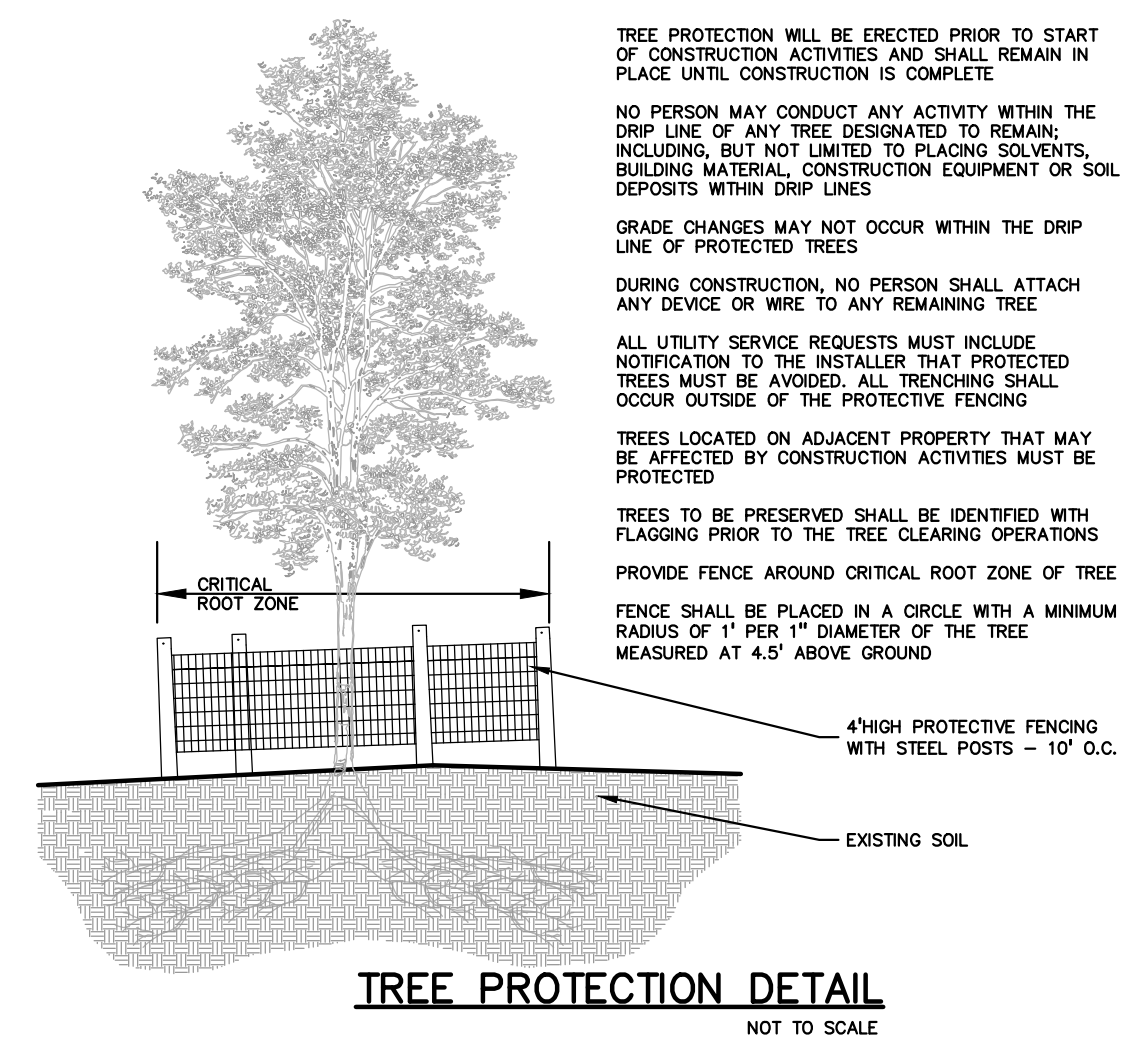 TREE PROTECTION WILL BE ERECTED PRIOR TO START
OF CONSTRUCTION ACTIVITIES AND SHALL REMAIN IN
PLACE UNTIL CONSTRUCTION IS COMPLETE
NO PERSON MAY CONDUCT ANY ACTIVITY WITHIN THE
DRIP LINE OF ANY TREE DESIGNATED TO REMAIN;
INCLUDING, BUT NOT LIMITED TO PLACING SOLVENTS,
BUILDING MATERIAL, CONSTRUCTION EQUIPMENT OR SOIL
DEPOSITS WITHIN DRIP LINES
GRADE CHANGES MAY NOT OCCUR WITHIN THE DRIP
LINE OF PROTECTED TREES
DURING CONSTRUCTION, NO PERSON SHALL ATTACH
ANY DEVICE OR WIRE TO ANY REMAINING TREE
ALL UTILITY SERVICE REQUESTS MUST INCLUDE
NOTIFICATION TO THE INSTALLER THAT PROTECTED
TREES MUST BE AVOIDED. ALL TRENCHING SHALL
OCCUR OUTSIDE OF THE PROTECTIVE FENCING
TREES LOCATED ON ADJACENT PROPERTY THAT MAY
BE AFFECTED BY CONSTRUCTION ACTIVITIES MUST BE
PROTECTED
TREES TO BE PRESERVED SHALL BE IDENTIFIED WITH
FLAGGING PRIOR TO THE TREE CLEARING OPERATIONS
PROVIDE FENCE AROUND CRITICAL ROOT ZONE OF TREE
FENCE SHALL BE PLACED IN A CIRCLE WITH A MINIMUM
RADIUS OF 1' PER 1" DIAMETER OF THE TREE
MEASURED AT 4.5' ABOVE GROUND
CRITICAL
ROOT ZONE
4'HIGH PROTECTIVE FENCING
WITH STEEL POSTS – 10' O.C.
EXISTING SOIL
TREE PROTECTION DETAIL
NOT TO SCALE